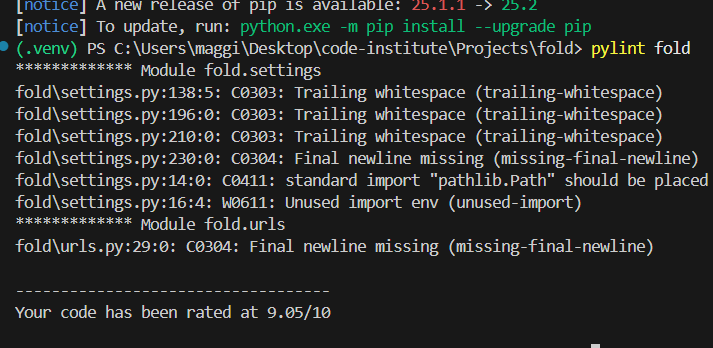 [notice] A new release of pip is available: 25.1.1 -> 25.2
[notice] To update, run: python.exe -m pip install --upgrade pip
(.venv) PS C:\Users\maggi\Desktop\code-institute\Projects\fold> pylint fold
************* Module fold.settings
fold\settings.py:138:5: C0303: Trailing whitespace (trailing-whitespace)
fold\settings.py:196:0: C0303: Trailing whitespace (trailing-whitespace)
fold\settings.py:210:0: C0303: Trailing whitespace (trailing-whitespace)
fold\settings.py:230:0: C0304: Final newline missing (missing-final-newline)
fold\settings.py:14:0: C0411: standard import "pathlib.Path" should be placed
fold\settings.py:16:4: W0611: Unused import env (unused-import)
************* Module fold.urls
fold\urls.py:29:0: C0304: Final newline missing (missing-final-newline)
-----------------------------------
Your code has been rated at 9.05/10